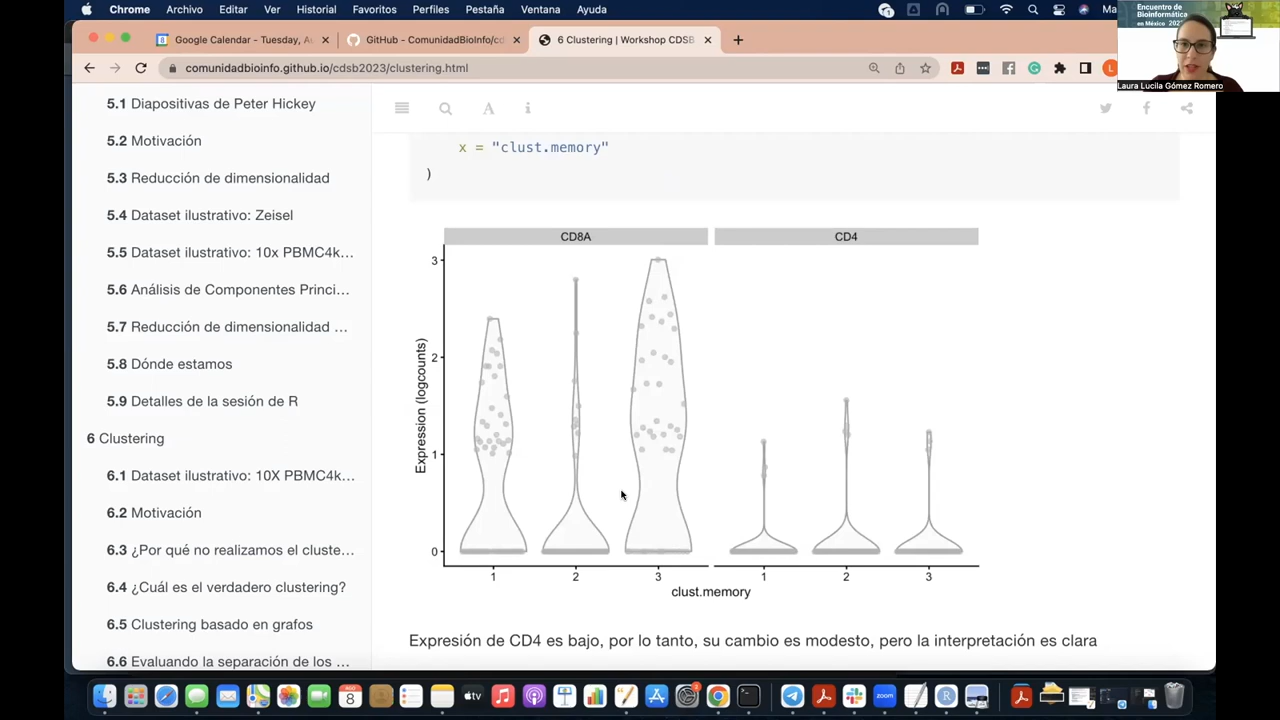 Chrome Archivo Editar Ver Historial Favoritos Perfiles Pestaña Ventana Ayuda
Encuentro de
Bioinformática
en México
Laura Lucila Gómez Romero
Google Calendar - Tuesday, A
GitHub - ComunidadBioInfo/cd
6 Clustering | Workshop CDSB
comunidadbioinfo.github.io/cdsb2023/clustering.html
5.1 Diapositivas de Peter Hickey
5.2 Motivación
5.3 Reducción de dimensionalidad
5.4 Dataset ilustrativo: Zeisel
5.5 Dataset ilustrativo: 10x PBMC4k…
5.6 Análisis de Componentes Princi…
5.7 Reducción de dimensionalidad …
5.8 Dónde estamos
5.9 Detalles de la sesión de R
6 Clustering
6.1 Dataset ilustrativo: 10X PBMC4k…
6.2 Motivación
6.3 ¿Por qué no realizamos el cluste…
6.4 ¿Cuál es el verdadero clustering?
6.5 Clustering basado en grafos
6.6 Evaluando la separación de los …
x = "clust.memory"
)
CD8A CD4
Expression (logcounts)
3
2
1
0
1 2 3 1 2 3
clust.memory
Expresión de CD4 es bajo, por lo tanto, su cambio es modesto, pero la interpretación es clara
8
tv
zoom
R